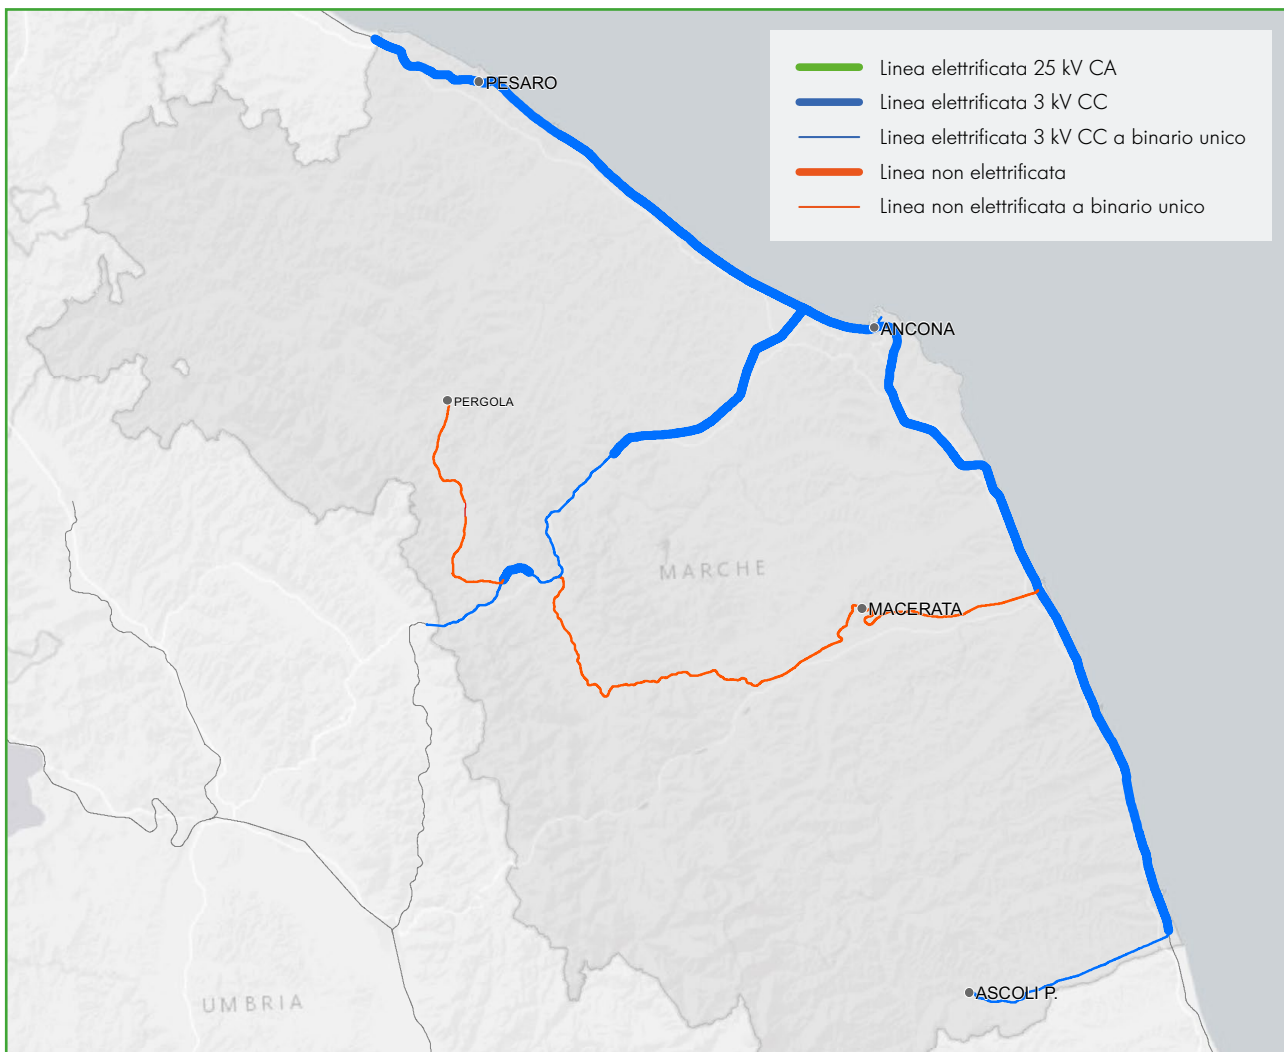 Linea elettrificata 25 kV CA
Linea elettrificata 3 kV CC
Linea elettrificata 3 kV CC a binario unico
Linea non elettrificata
Linea non elettrificata a binario unico
PESARO
ANCONA
PERGOLA
MARCHE
MACERATA
ASCOLI P.
UMBRIA